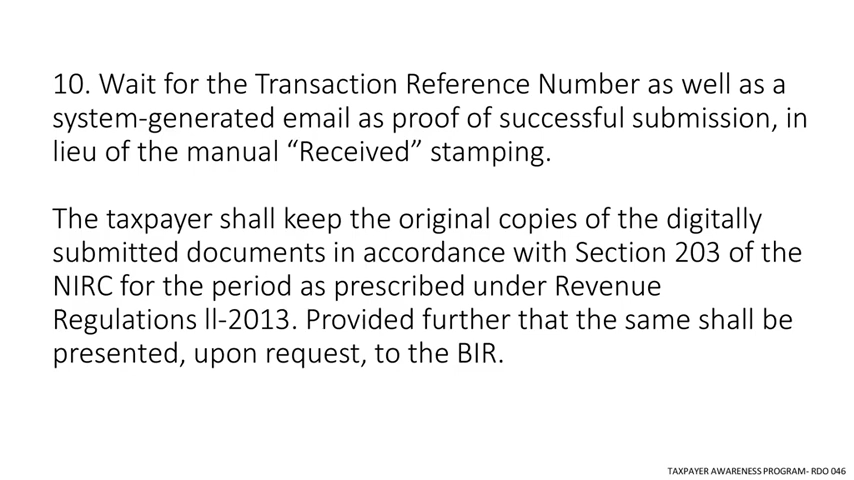 10. Wait for the Transaction Reference Number as well as a
system-generated email as proof of successful submission, in
lieu of the manual “Received” stamping.
The taxpayer shall keep the original copies of the digitally
submitted documents in accordance with Section 203 of the
NIRC for the period as prescribed under Revenue
Regulations ll-2013. Provided further that the same shall be
presented, upon request, to the BIR.
TAXPAYER AWARENESS PROGRAM- RDO 046